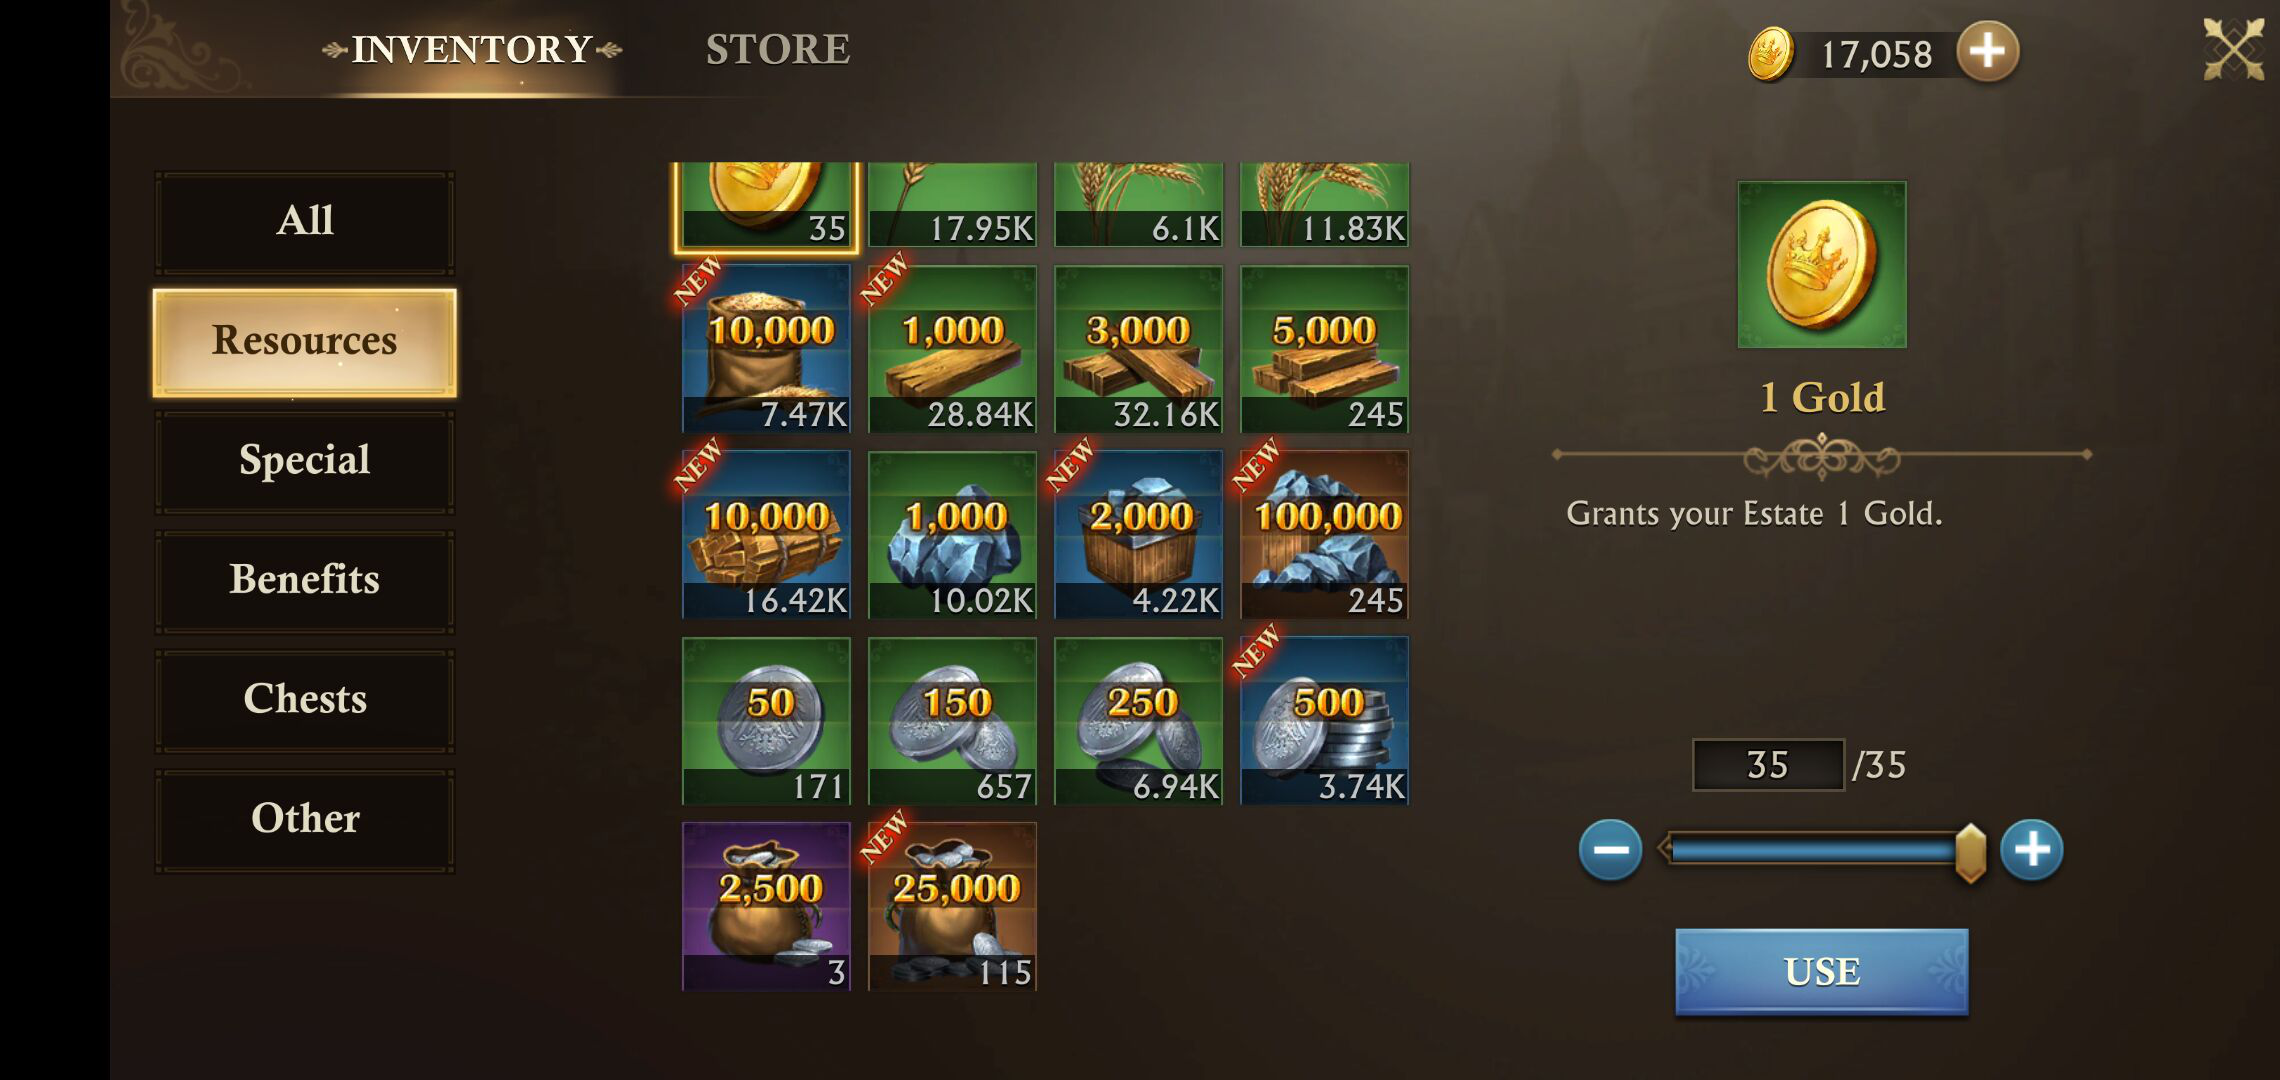 INVENTORY STORE 17,058
All
Resources
Special
Benefits
Chests
Other
35 17.95K 6.1K 11.83K
NEW NEW
10,000 1,000 3,000 5,000
7.47K 28.84K 32.16K 245
NEW NEW NEW
10,000 1,000 2,000 100,000
16.42K 10.02K 4.22K 245
NEW
50 150 250 500
171 657 6.94K 3.74K
NEW
2,500 25,000
3 115
1 Gold
Grants your Estate 1 Gold.
35 /35
USE